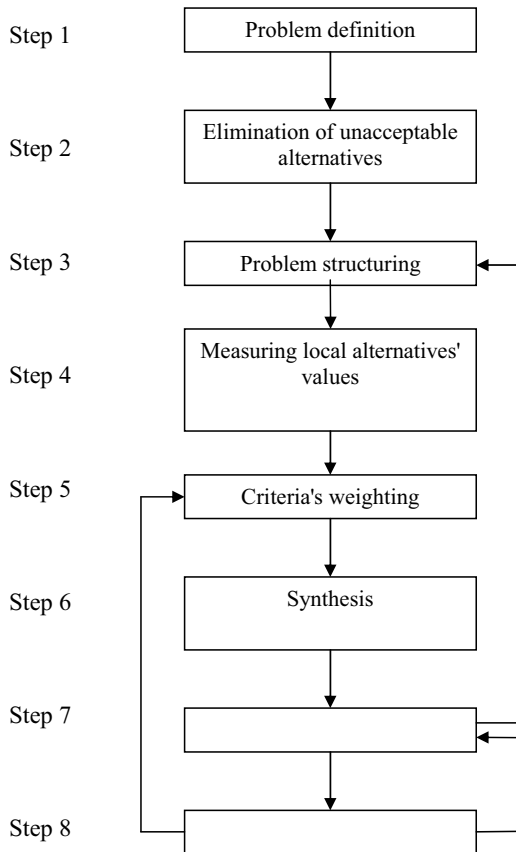 Step 1
Problem definition
Step 2
Elimination of unacceptable
alternatives
Step 3
Problem structuring
Step 4
Measuring local alternatives'
values
Step 5
Criteria's weighting
Step 6
Synthesis
Step 7
Step 8